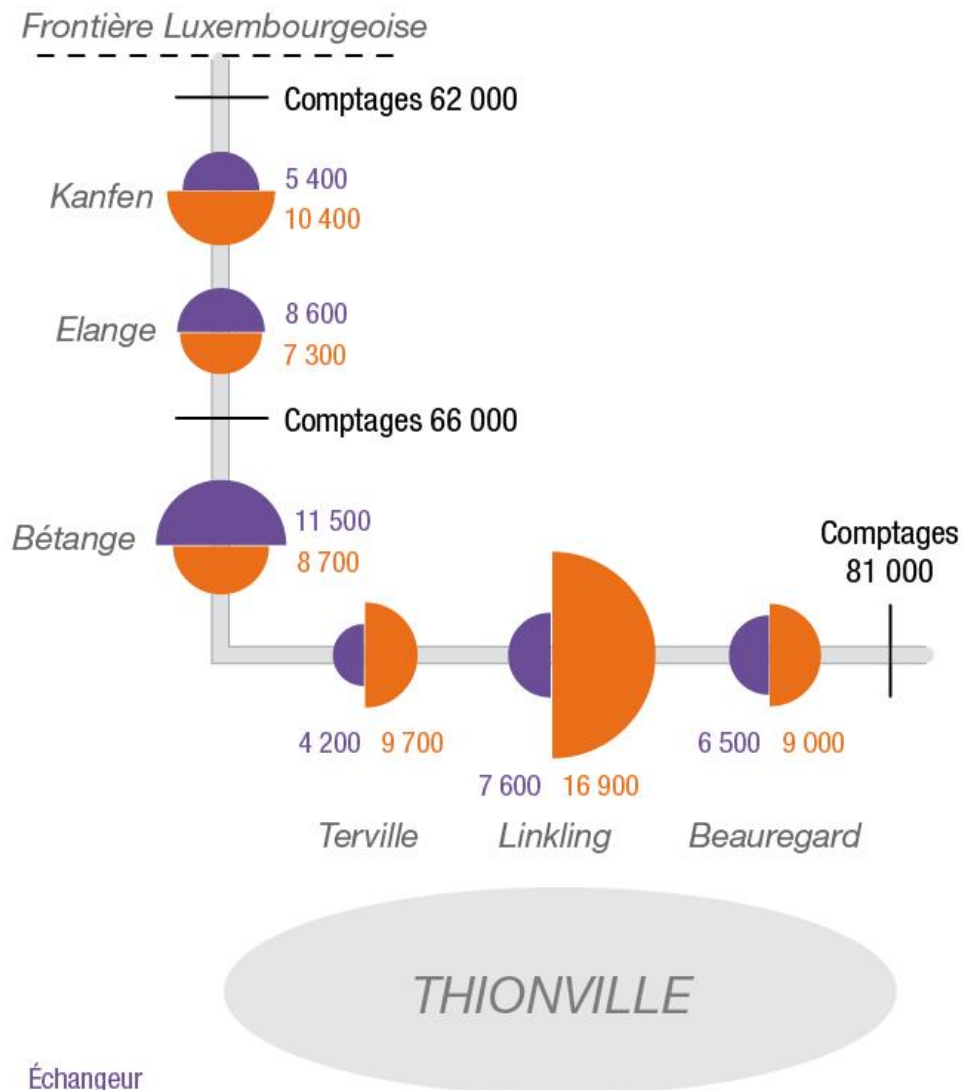 Frontière Luxembourgeoise
Comptages 62 000
Kanfen
5 400
10 400
Elange
8 600
7 300
Comptages 66 000
Bétange
11 500
8 700
Comptages
81 000
4 200 9 700
7 600 16 900
6 500 9 000
Terville Linkling Beauregard
THIONVILLE
Échangeur